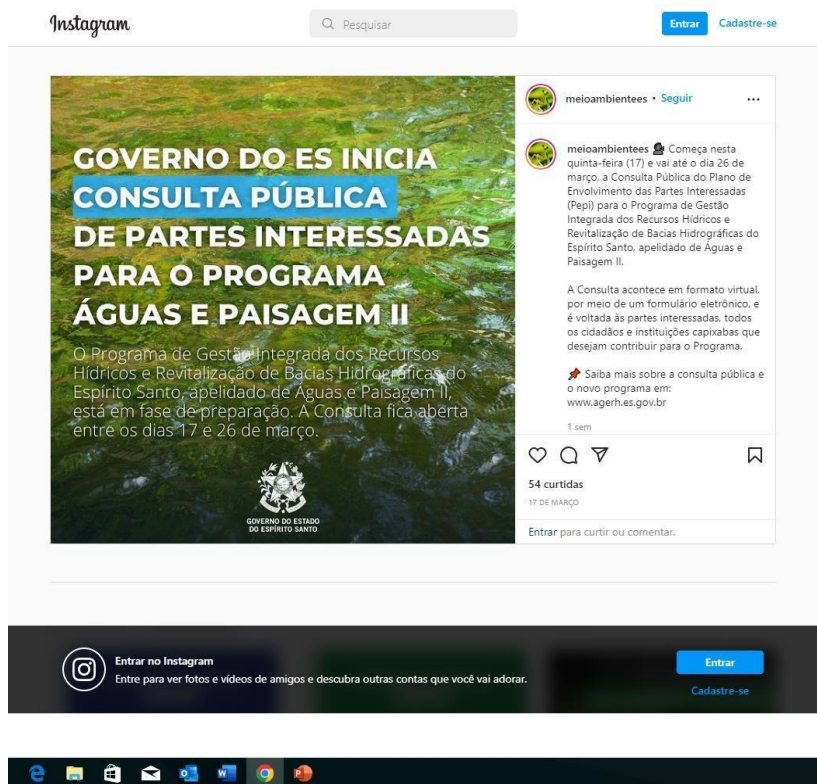 Instagram
Pesquisar
Entrar
Cadastre-se
GOVERNO DO ES INICIA
CONSULTA PÚBLICA
DE PARTES INTERESSADAS
PARA O PROGRAMA
ÁGUAS E PAISAGEM II
O Programa de Gestão Integrada dos Recursos
Hídricos e Revitalização de Bacias Hidrográficas do
Espírito Santo, apelidado de Águas e Paisagem II,
está em fase de preparação. A Consulta fica aberta
entre os dias 17 e 26 de março.
GOVERNO DO ESTADO
DO ESPÍRITO SANTO
meioambientees • Seguir
meioambientees Começa nesta
quinta-feira (17) e vai até o dia 26 de
março, a Consulta Pública do Plano de
Envolvimento das Partes Interessadas
(Pepi) para o Programa de Gestão
Integrada dos Recursos Hídricos e
Revitalização de Bacias Hidrográficas do
Espírito Santo, apelidado de Águas e
Paisagem II.
A Consulta acontece em formato virtual,
por meio de um formulário eletrônico, e
é voltada às partes interessadas, todos
os cidadãos e instituições capixabas que
desejam contribuir para o Programa.
Saiba mais sobre a consulta pública e
o novo programa em:
www.agerh.es.gov.br
1 sem
54 curtidas
17 DE MARÇO
Entrar para curtir ou comentar.
Entrar no Instagram
Entre para ver fotos e vídeos de amigos e descubra outras contas que você vai adorar.
Entrar
Cadastre-se